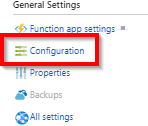 General Settings
Function app settings
Configuration
Properties
Backups
All settings